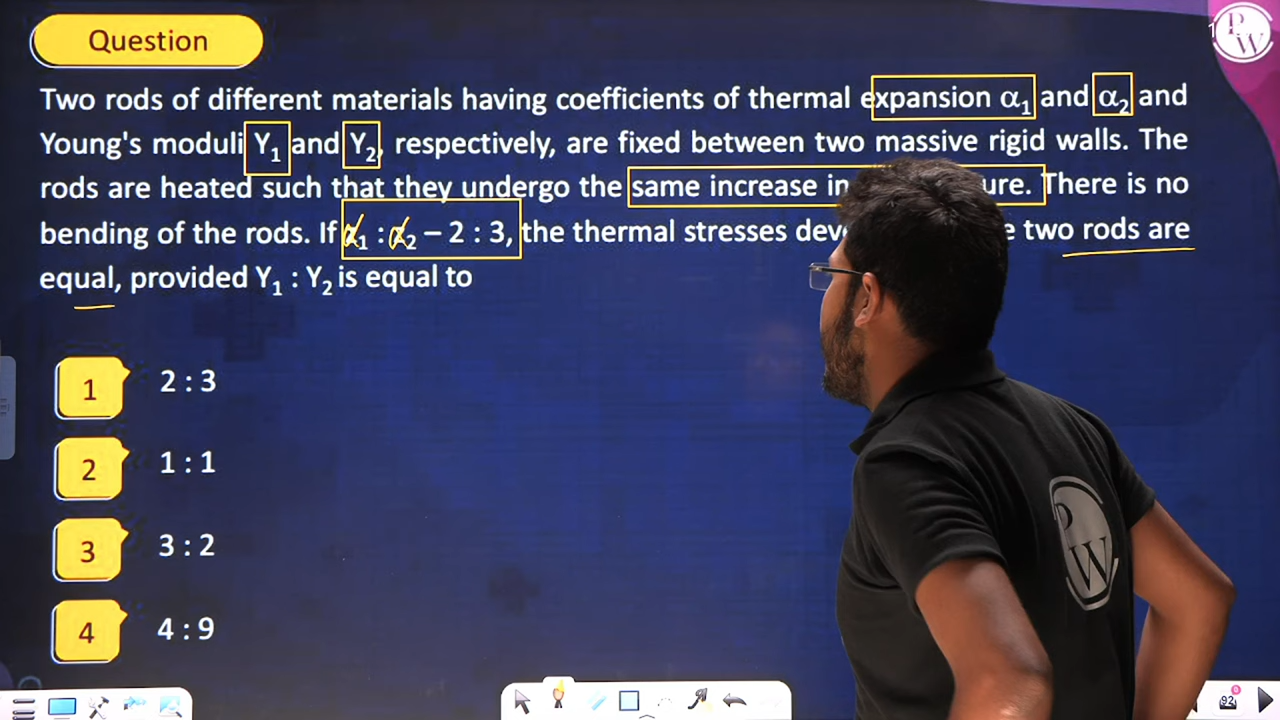 Question
Two rods of different materials having coefficients of thermal expansion α₁ and α₂ and
Young's moduli Y₁ and Y₂, respectively, are fixed between two massive rigid walls. The
rods are heated such that they undergo the same increase in ure. There is no
bending of the rods. If α₁ : α₂ – 2 : 3, the thermal stresses dev e two rods are
equal, provided Y₁ : Y₂ is equal to
1 2 : 3
2 1 : 1
3 3 : 2
4 4 : 9
PW
PW
92